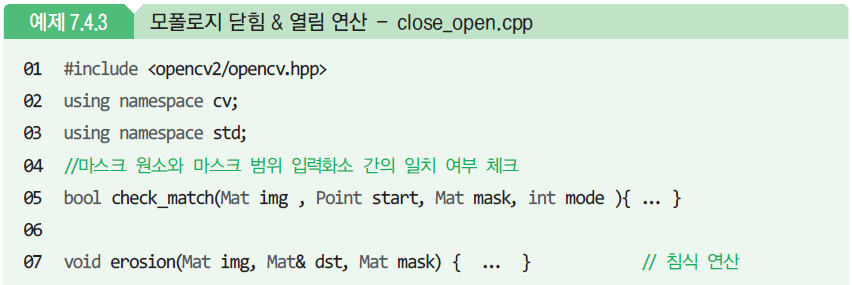 예제 7.4.3 모폴로지 닫힘 & 열림 연산 - close_open.cpp
01 #include <opencv2/opencv.hpp>
02 using namespace cv;
03 using namespace std;
04 //마스크 원소와 마스크 범위 입력화소 간의 일치 여부 체크
05 bool check_match(Mat img , Point start, Mat mask, int mode ){ ... }
06
07 void erosion(Mat img, Mat& dst, Mat mask) { ... } // 침식 연산